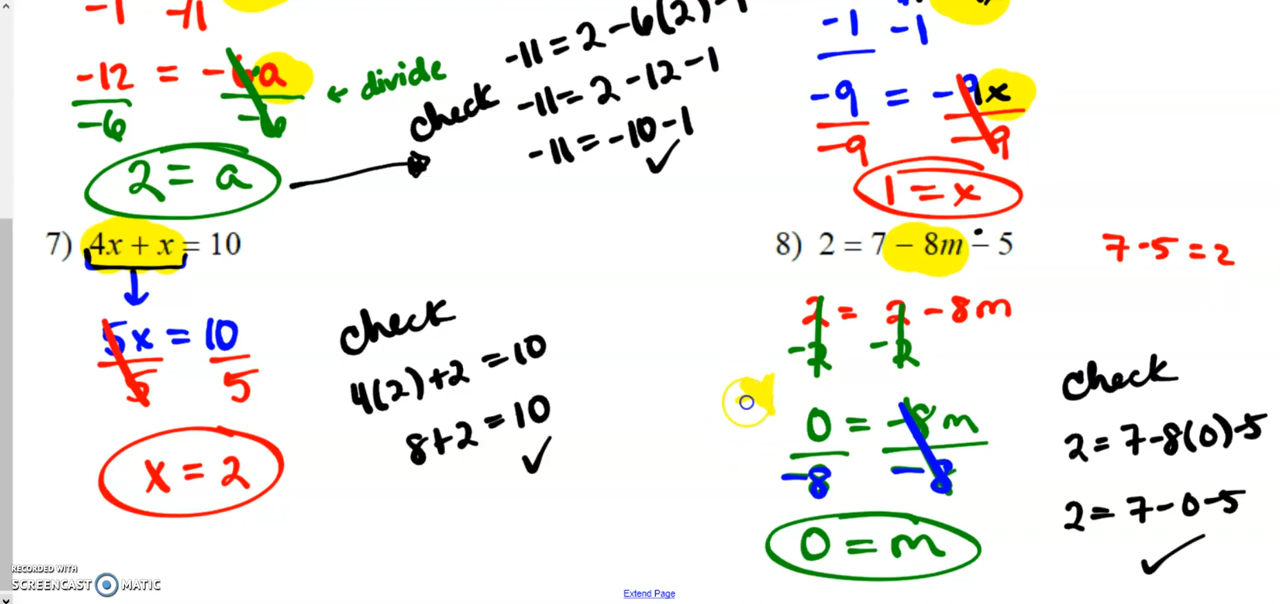 -1 -11
-12 = -6a
-6 -6
← divide
2 = a
check
-11 = 2 - 6(2) - 1
-11 = 2 - 12 - 1
-11 = -10 - 1 ✓
-1 -1
-9 = -9x
-9 -9
1 = x
7) 4x + x = 10
5x = 10
5 5
x = 2
check
4(2) + 2 = 10
8 + 2 = 10 ✓
8) 2 = 7 − 8m − 5
7 - 5 = 2
2 = 2 - 8m
-2 -2
0 = -8m
-8 -8
0 = m
check
2 = 7 - 8(0) - 5
2 = 7 - 0 - 5 ✓
RECORDED WITH
SCREENCAST MATIC
Extend Page